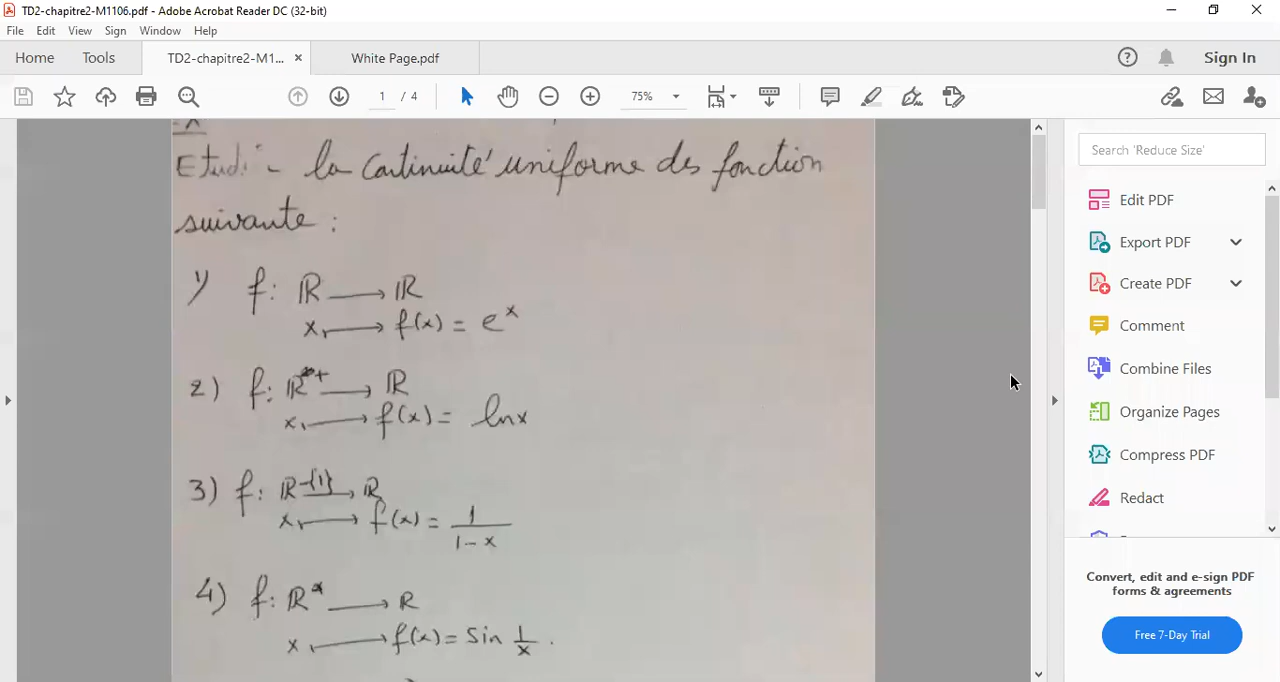 TD2-chapitre2-M1106.pdf - Adobe Acrobat Reader DC (32-bit)
File Edit View Sign Window Help
Home Tools TD2-chapitre2-M1... × White Page.pdf Sign In
1 / 4 75%
la Continuité uniforme des fonction
suivante :
1) f: ℝ ⟶ ℝ
x ⟼ f(x) = e^x
2) f: ℝ*+ ⟶ ℝ
x ⟼ f(x) = ln x
3) f: ℝ-{1} ⟶ ℝ
x ⟼ f(x) = 1/(1-x)
4) f: ℝ* ⟶ ℝ
x ⟼ f(x) = sin 1/x .
Search 'Reduce Size'
Edit PDF
Export PDF
Create PDF
Comment
Combine Files
Organize Pages
Compress PDF
Redact
Convert, edit and e-sign PDF
forms & agreements
Free 7-Day Trial